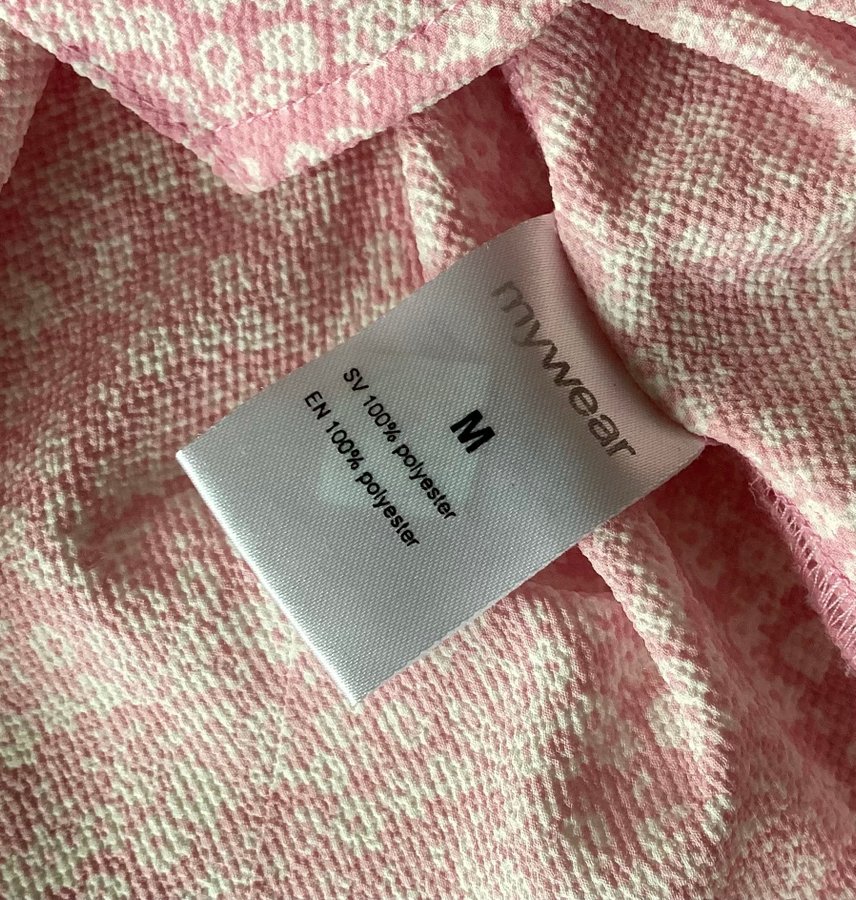 mywear
M
SV 100% polyester
EN 100% polyester